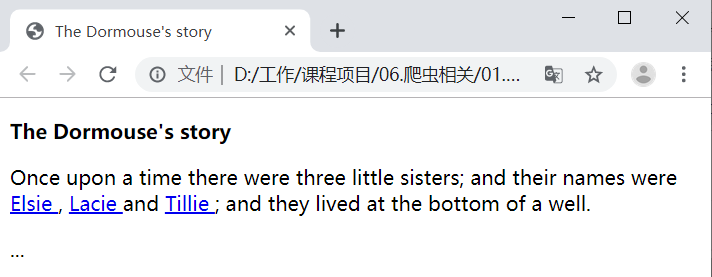 The Dormouse's story
文件 | D:/工作/课程项目/06.爬虫相关/01....
The Dormouse's story
Once upon a time there were three little sisters; and their names were
Elsie , Lacie and Tillie ; and they lived at the bottom of a well.
...